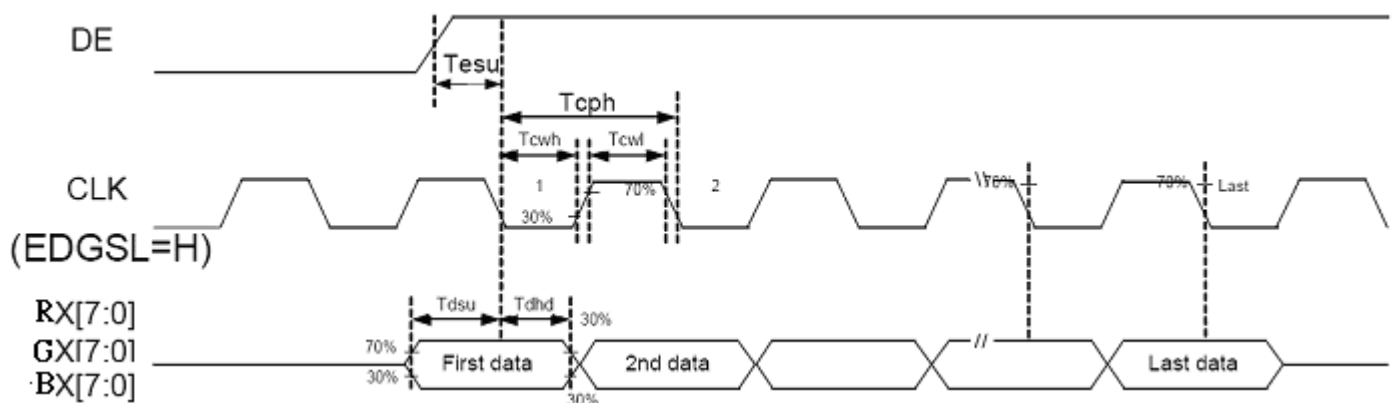 DE
Tesu
Tcph
Tcwh
Tcwl
CLK
1
70%
2
70%
70%
Last
30%
(EDGSL=H)
RX[7:0]
Tdsu
Tdhd
30%
GX[7:0]
70%
First data
2nd data
//
Last data
BX[7:0]
30%
30%